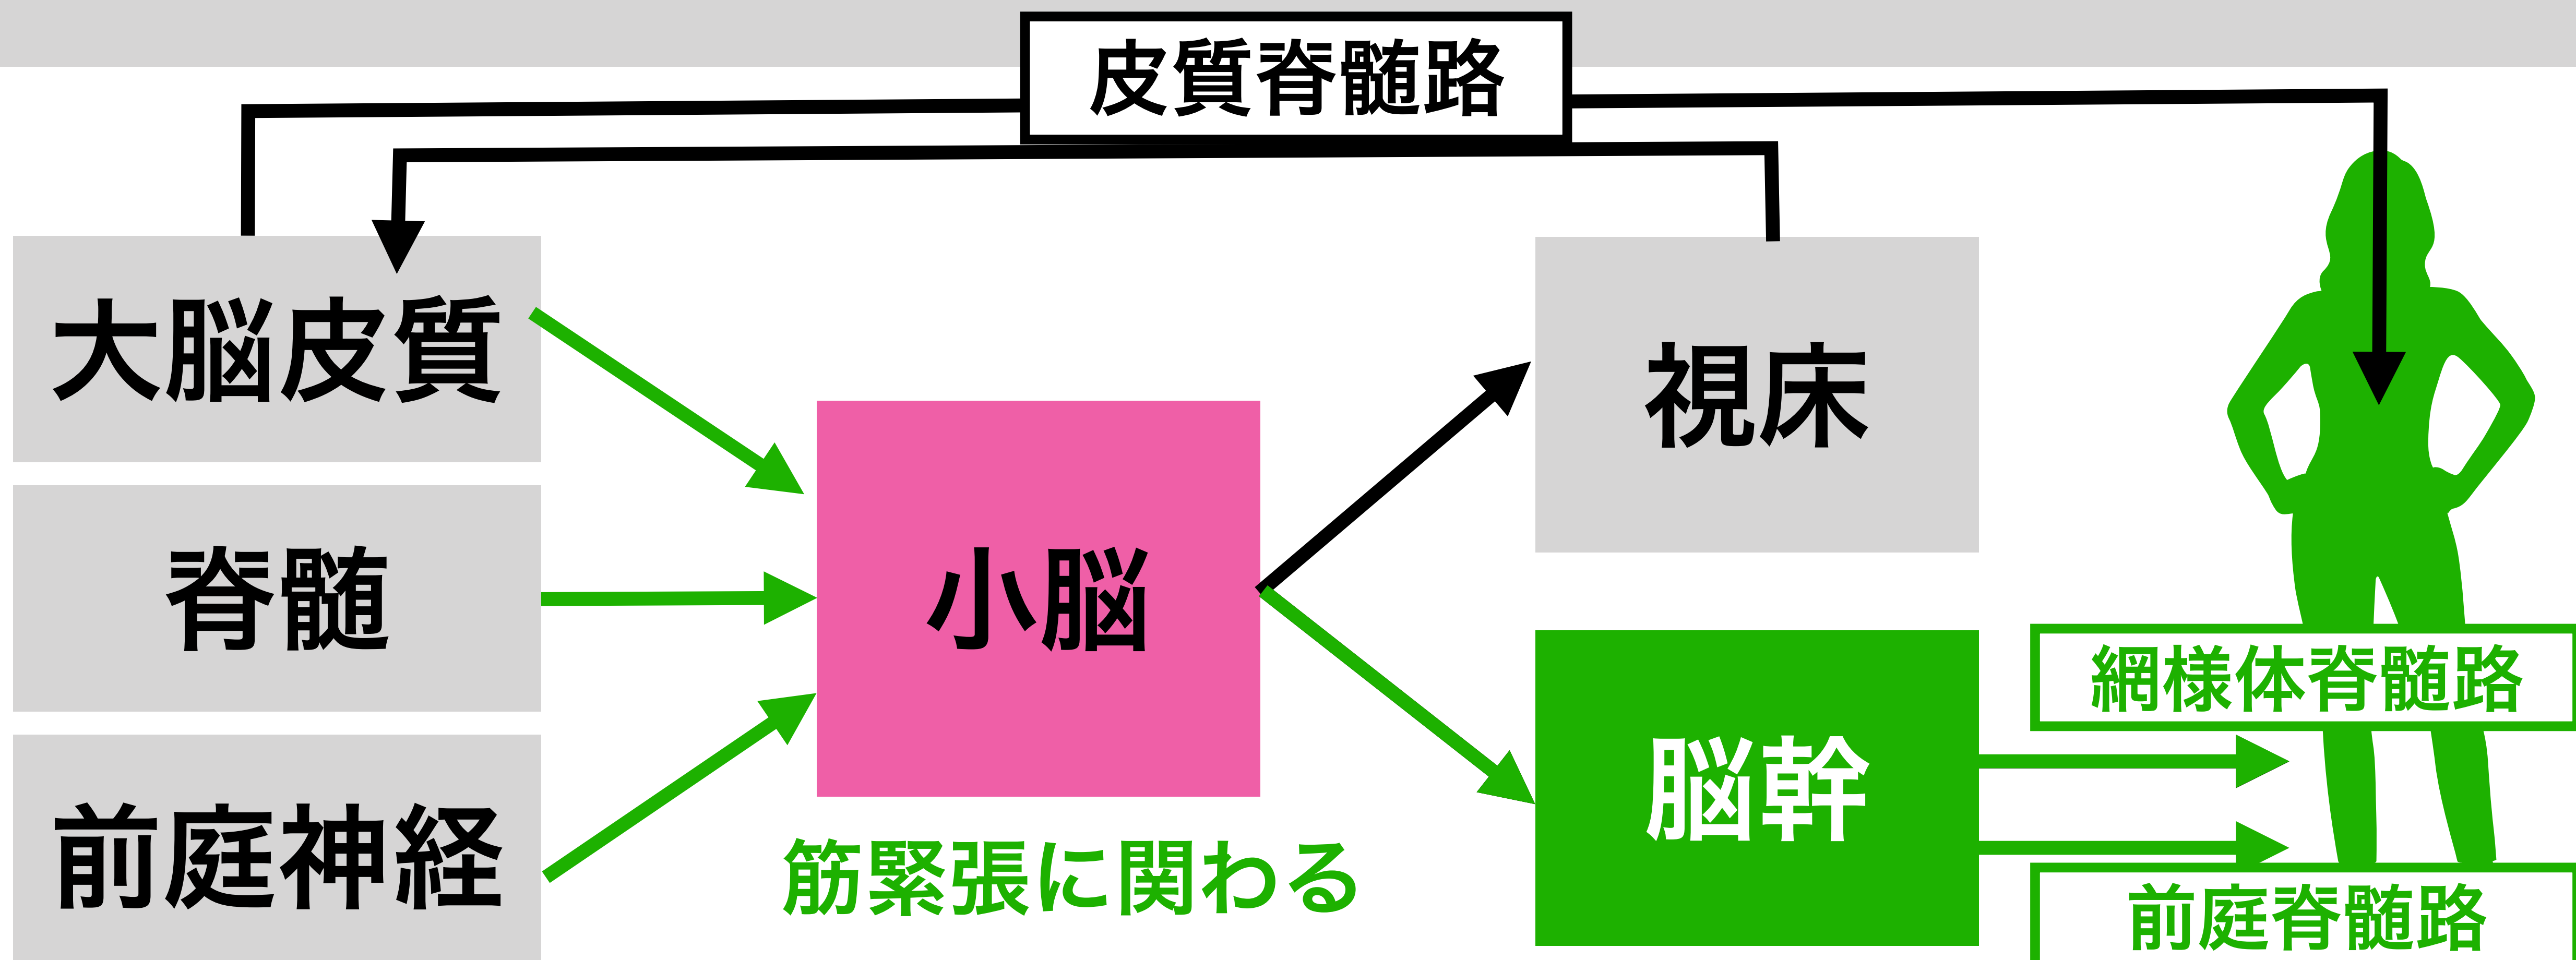 皮質脊髄路
大脳皮質
視床
脊髄
小脳
網様体脊髄路
脳幹
前庭神経
筋緊張に関わる
前庭脊髄路